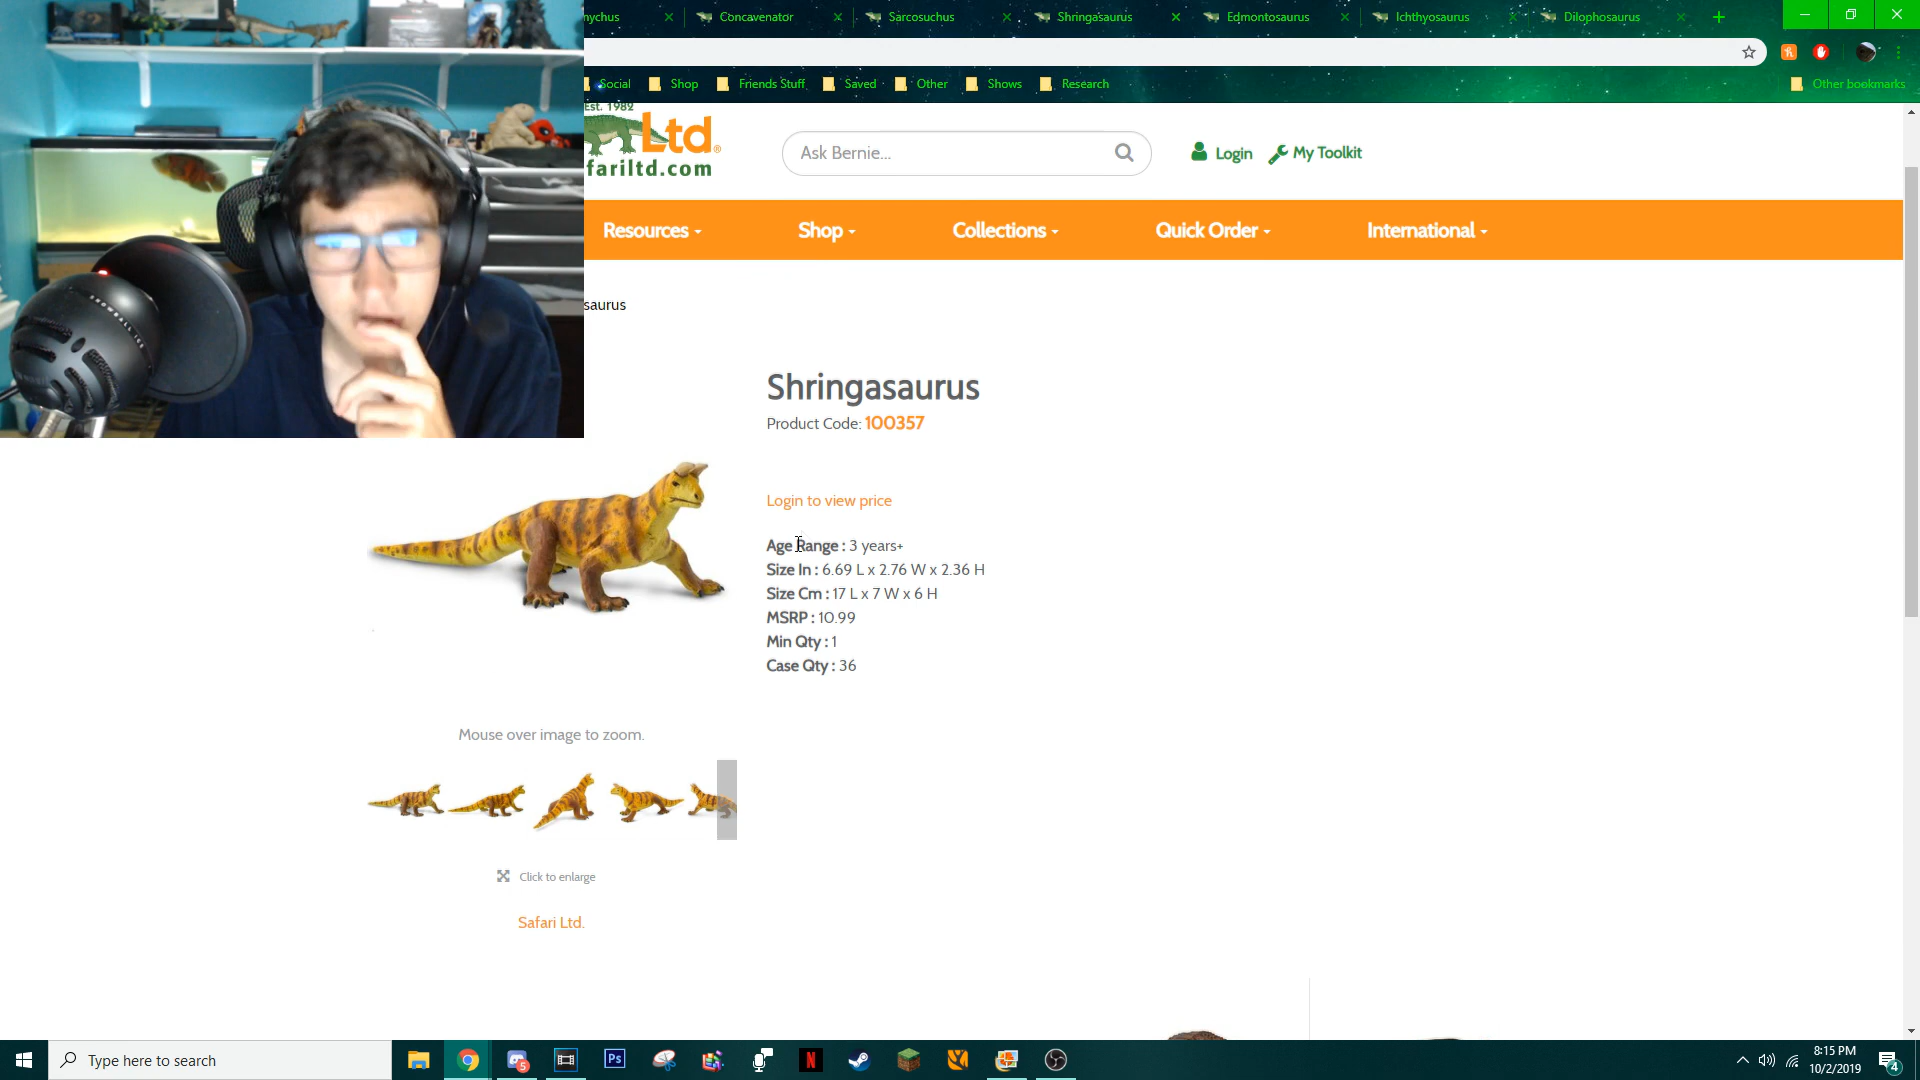 nychus
Concavenator
Sarcosuchus
Shringasaurus
Edmontosaurus
Ichthyosaurus
Dilophosaurus
Social
Shop
Friends Stuff
Saved
Other
Shows
Research
Other bookmarks
Est. 1982
Ltd®
fariltd.com
Ask Bernie...
Login
My Toolkit
Resources
Shop
Collections
Quick Order
International
saurus
Shringasaurus
Product Code: 100357
Login to view price
Age Range : 3 years+
Size In : 6.69 L x 2.76 W x 2.36 H
Size Cm : 17 L x 7 W x 6 H
MSRP : 10.99
Min Qty : 1
Case Qty : 36
Mouse over image to zoom.
Click to enlarge
Safari Ltd.
Type here to search
5
Ps
N
8:15 PM
10/2/2019
4